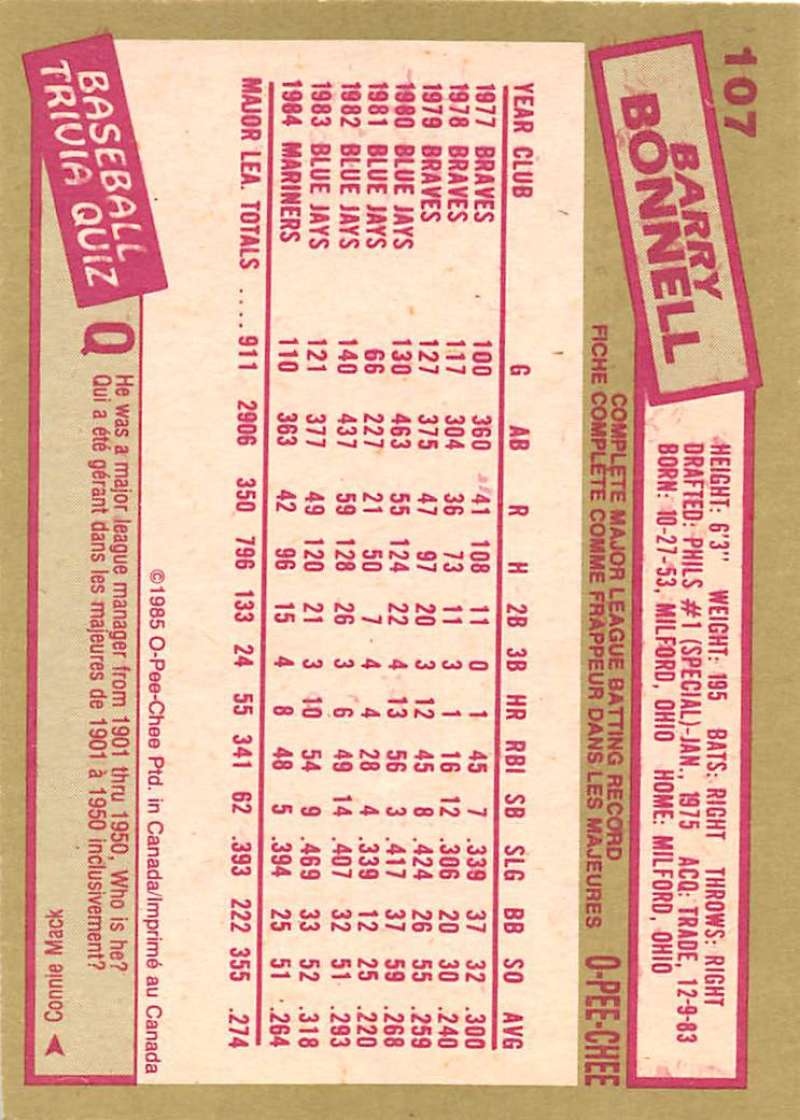 107
BARRY
BONNELL
HEIGHT: 6'3" WEIGHT: 195 BATS: RIGHT THROWS: RIGHT
DRAFTED: PHILS #1 (SPECIAL)-JAN., 1975 ACQ: TRADE, 12-9-83
BORN: 10-27-53, MILFORD, OHIO HOME: MILFORD, OHIO
COMPLETE MAJOR LEAGUE BATTING RECORD
FICHE COMPLÈTE COMME FRAPPEUR DANS LES MAJEURES O-PEE-CHEE
YEAR CLUB G AB R H 2B 3B HR RBI SB SLG BB SO AVG
1977 BRAVES 100 360 41 108 11 0 1 45 7 .339 37 32 .300
1978 BRAVES 117 304 36 73 11 3 1 16 12 .306 20 30 .240
1979 BRAVES 127 375 47 97 20 3 12 45 8 .424 26 55 .259
1980 BLUE JAYS 130 463 55 124 22 4 13 56 3 .417 37 59 .268
1981 BLUE JAYS 66 227 21 50 7 4 4 28 4 .339 12 25 .220
1982 BLUE JAYS 140 437 59 128 26 3 6 49 14 .407 32 51 .293
1983 BLUE JAYS 121 377 49 120 21 3 10 54 9 .469 33 52 .318
1984 MARINERS 110 363 42 96 15 4 8 48 5 .394 25 51 .264
MAJOR LEA. TOTALS .... 911 2906 350 796 133 24 55 341 62 .393 222 355 .274
©1985 O-Pee-Chee Ptd. in Canada/Imprimé au Canada
BASEBALL
TRIVIA QUIZ
Q
He was a major league manager from 1901 thru 1950, Who is he?
Qui a été gérant dans les majeures de 1901 à 1950 inclusivement?
Connie Mack